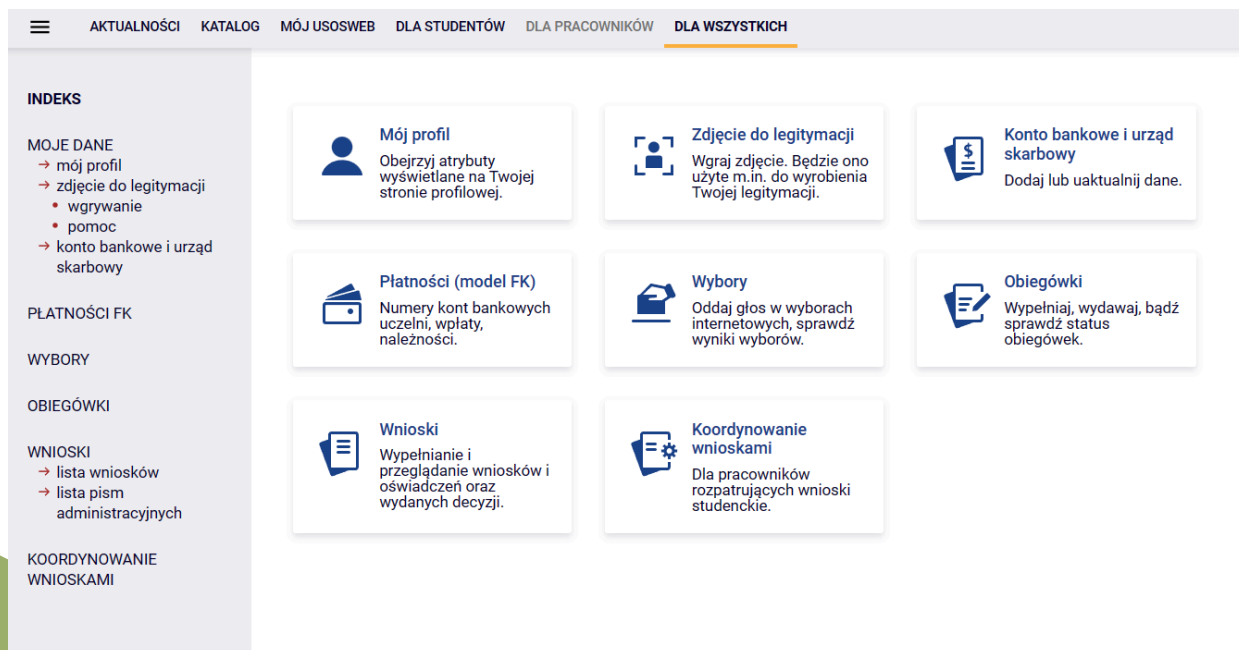 AKTUALNOŚCI KATALOG MÓJ USOSWEB DLA STUDENTÓW DLA PRACOWNIKÓW DLA WSZYSTKICH
INDEKS
MOJE DANE
→ mój profil
→ zdjęcie do legitymacji
• wgrywanie
• pomoc
→ konto bankowe i urząd
skarbowy
PŁATNOŚCI FK
WYBORY
OBIEGÓWKI
WNIOSKI
→ lista wniosków
→ lista pism
administracyjnych
KOORDYNOWANIE
WNIOSKAMI
Mój profil
Obejrzyj atrybuty
wyświetlane na Twojej
stronie profilowej.
Zdjęcie do legitymacji
Wgraj zdjęcie. Będzie ono
użyte m.in. do wyrobienia
Twojej legitymacji.
Konto bankowe i urząd
skarbowy
Dodaj lub uaktualnij dane.
Płatności (model FK)
Numery kont bankowych
uczelni, wpłaty,
należności.
Wybory
Oddaj głos w wyborach
internetowych, sprawdź
wyniki wyborów.
Obiegówki
Wypełniaj, wydawaj, bądź
sprawdź status
obiegówek.
Wnioski
Wypełnianie i
przeglądanie wniosków i
oświadczeń oraz
wydanych decyzji.
Koordynowanie
wnioskami
Dla pracowników
rozpatrujących wnioski
studenckie.